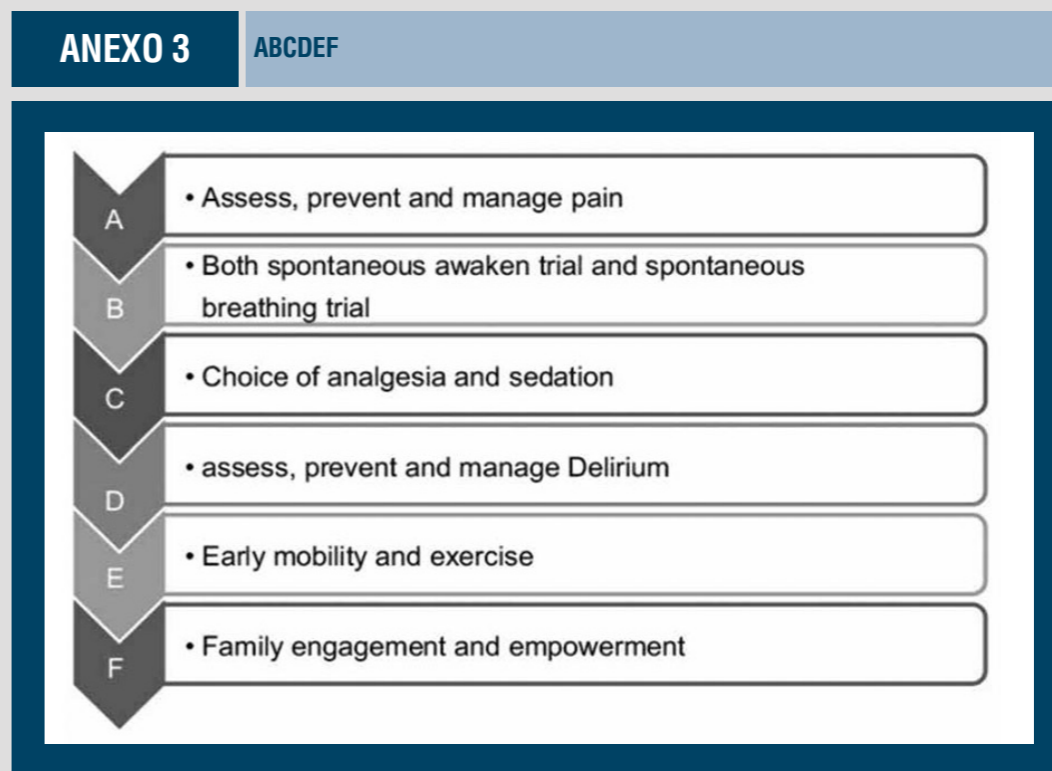 ANEXO 3
ABCDEF
A
• Assess, prevent and manage pain
B
• Both spontaneous awaken trial and spontaneous
breathing trial
C
• Choice of analgesia and sedation
D
• assess, prevent and manage Delirium
E
• Early mobility and exercise
F
• Family engagement and empowerment